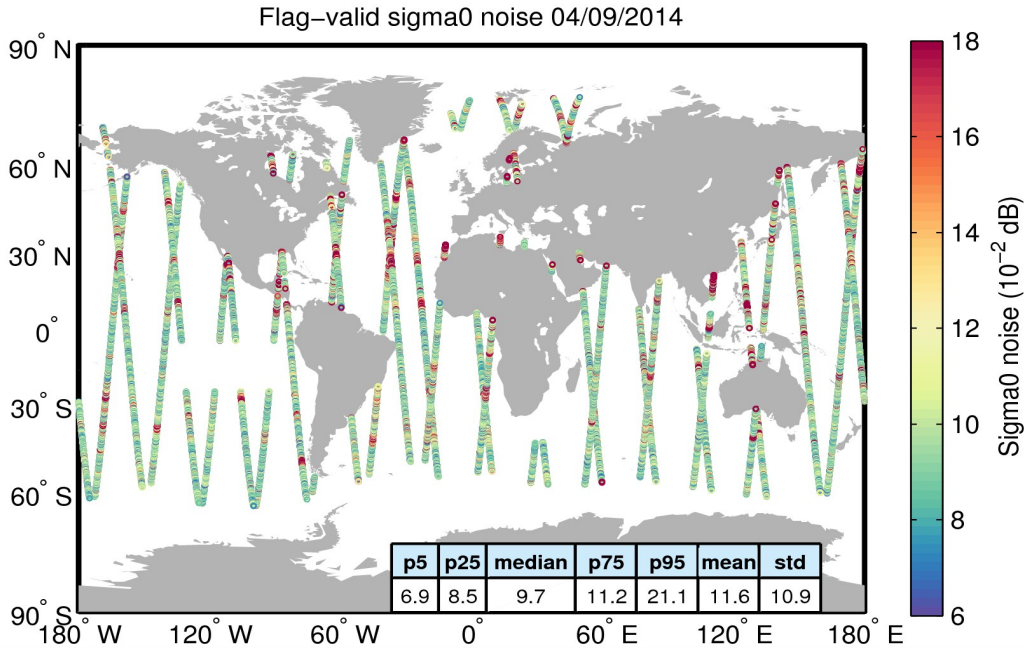 Flag−valid sigma0 noise 04/09/2014
90° N
60° N
30° N
0°
30° S
60° S
90° S
180° W
120° W
60° W
0°
60° E
120° E
180° E
p5 p25 median p75 p95 mean std
6.9 8.5 9.7 11.2 21.1 11.6 10.9
18
16
14
12
10
8
6
Sigma0 noise (10⁻² dB)